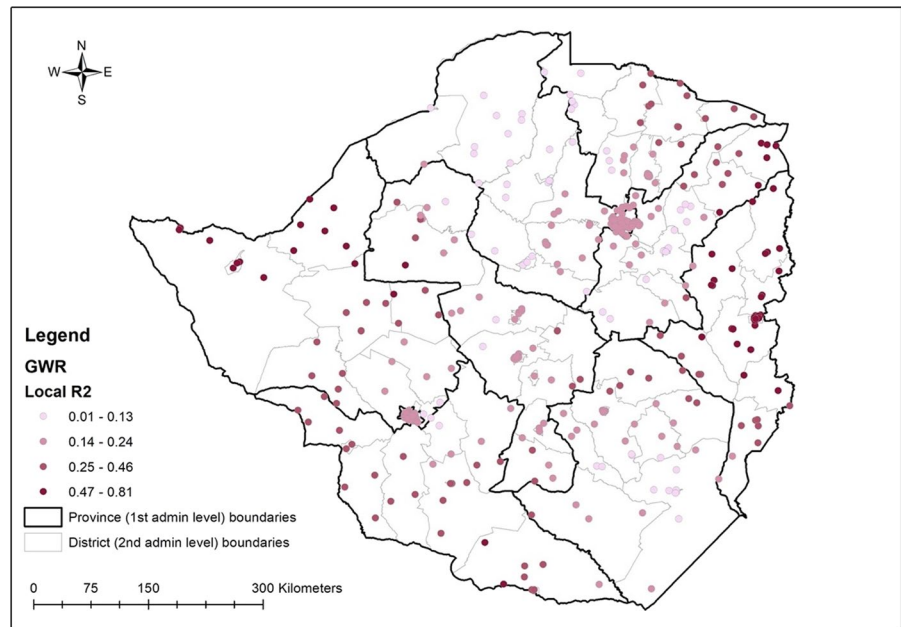 N
W E
S
Legend
GWR
Local R2
0.01 - 0.13
0.14 - 0.24
0.25 - 0.46
0.47 - 0.81
Province (1st admin level) boundaries
District (2nd admin level) boundaries
0 75 150 300 Kilometers